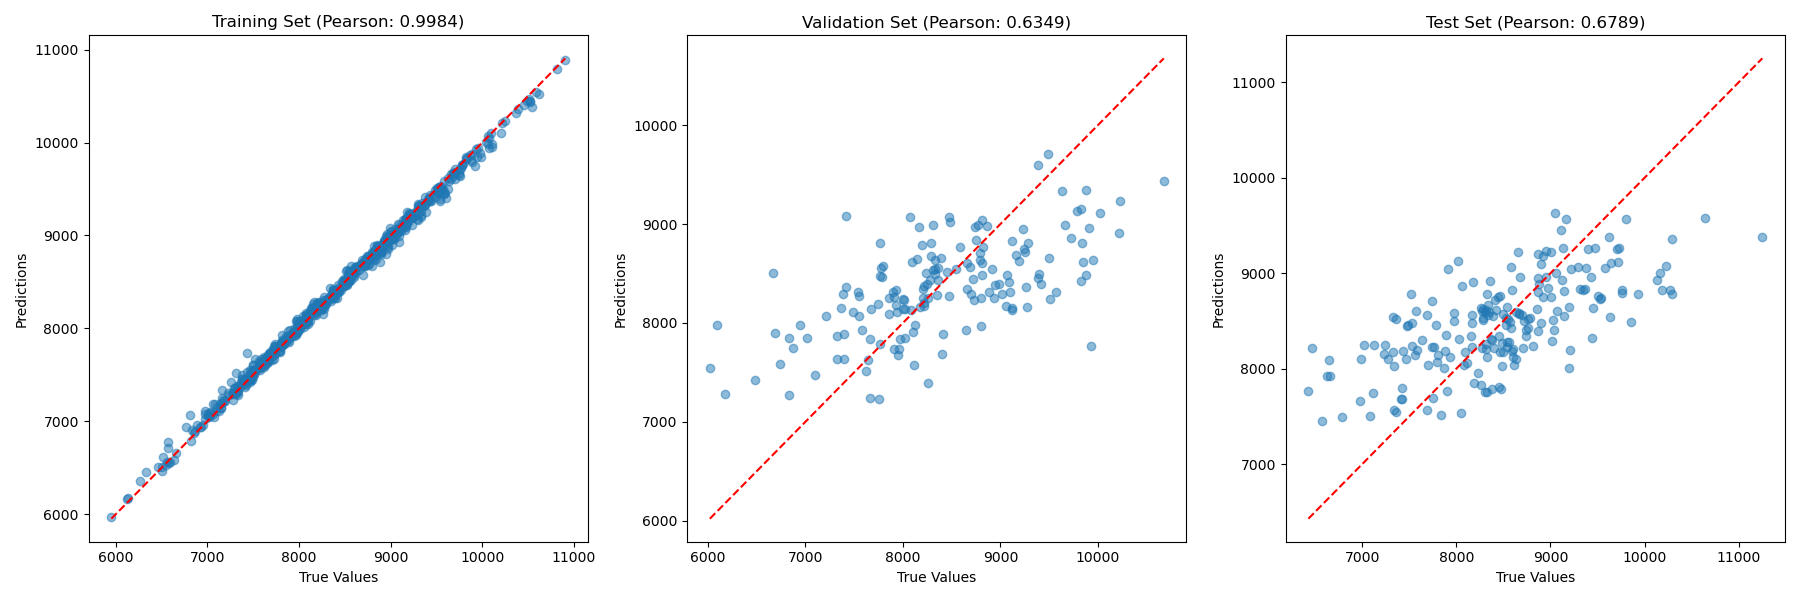 Training Set (Pearson: 0.9984)
11000
10000
9000
8000
7000
6000
Predictions
6000 7000 8000 9000 10000 11000
True Values
Validation Set (Pearson: 0.6349)
10000
9000
8000
7000
6000
Predictions
6000 7000 8000 9000 10000
True Values
Test Set (Pearson: 0.6789)
11000
10000
9000
8000
7000
Predictions
7000 8000 9000 10000 11000
True Values